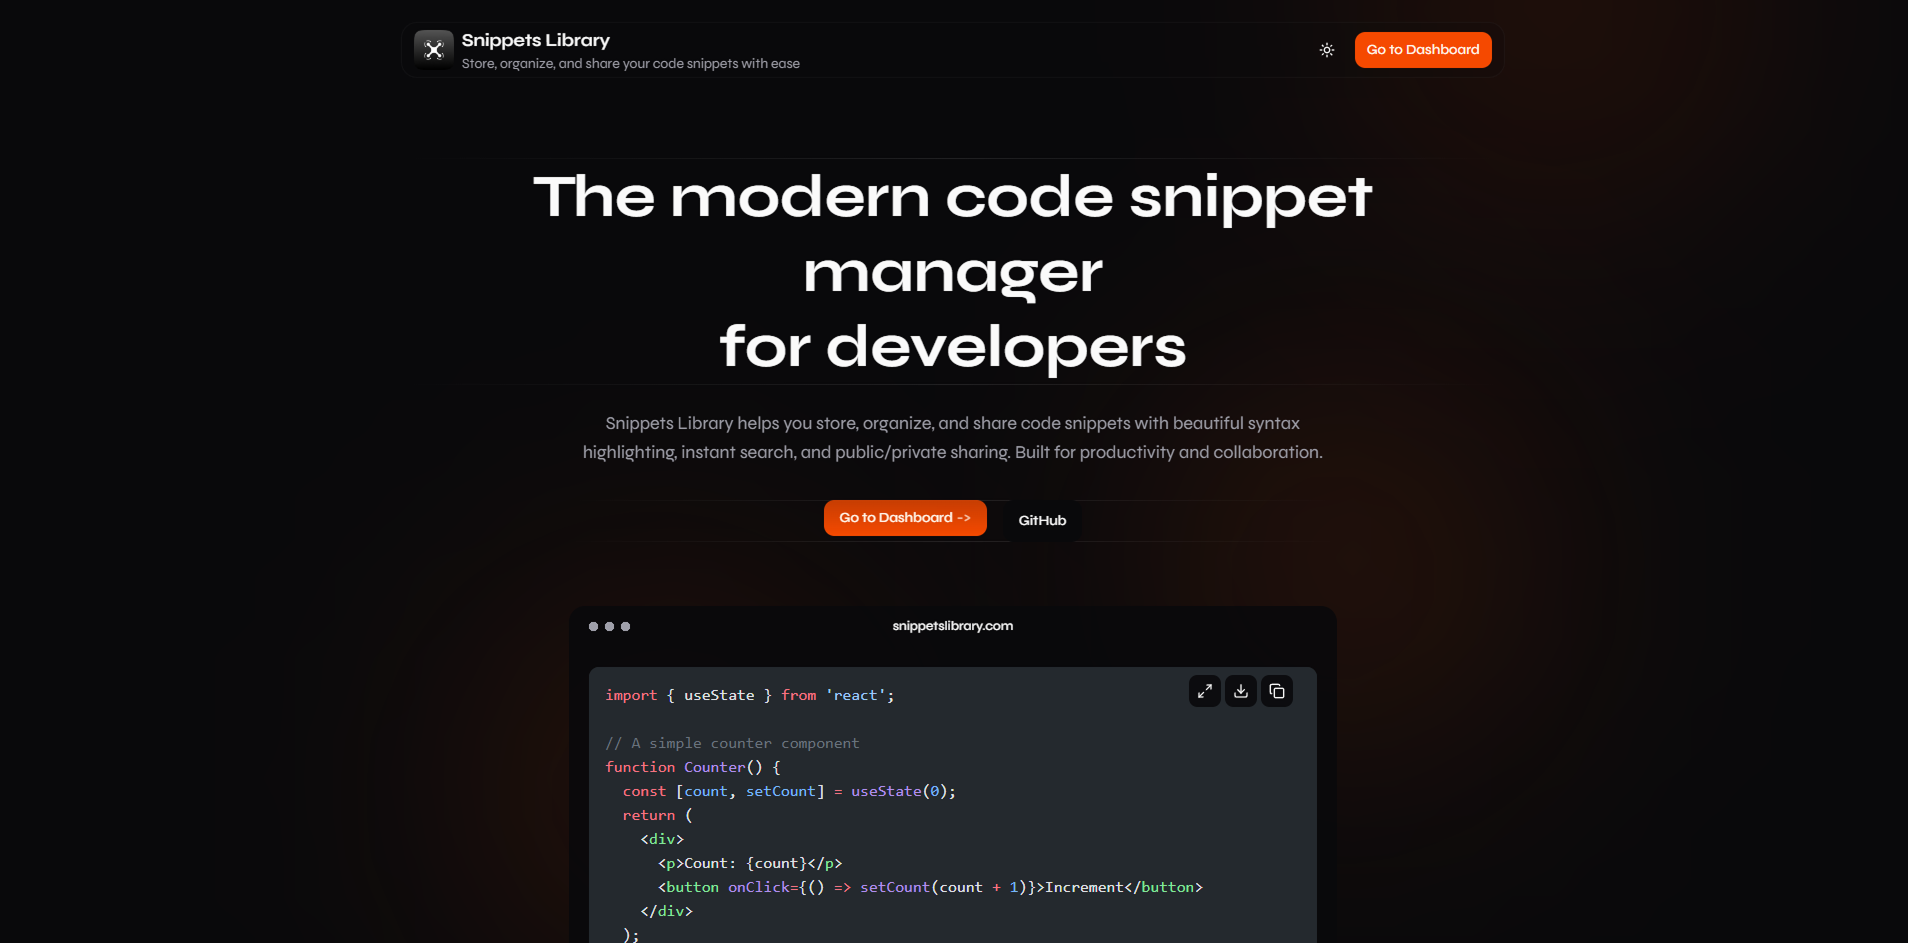 Snippets Library
Store, organize, and share your code snippets with ease
Go to Dashboard
The modern code snippet
manager
for developers
Snippets Library helps you store, organize, and share code snippets with beautiful syntax
highlighting, instant search, and public/private sharing. Built for productivity and collaboration.
Go to Dashboard ->
GitHub
snippetslibrary.com
import { useState } from 'react';
// A simple counter component
function Counter() {
  const [count, setCount] = useState(0);
  return (
    <div>
      <p>Count: {count}</p>
      <button onClick={() => setCount(count + 1)}>Increment</button>
    </div>
  );